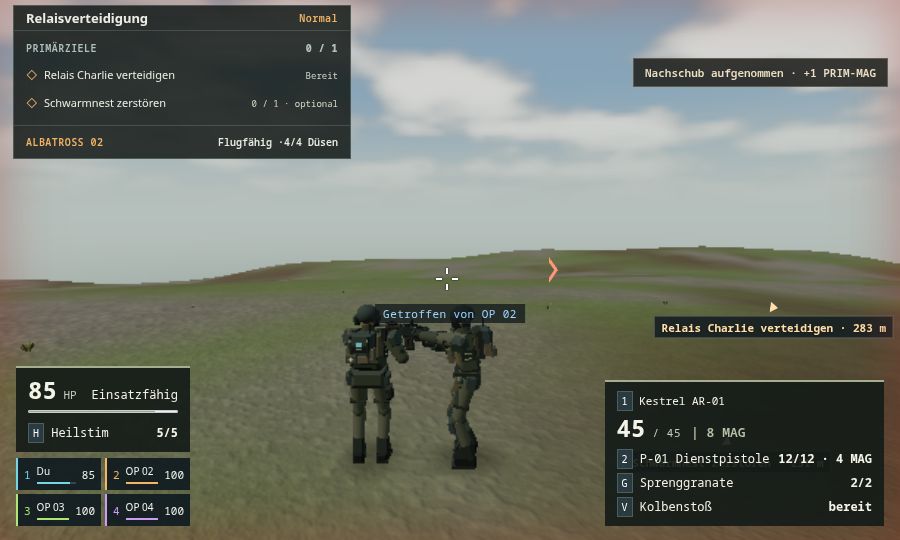 Relaisverteidigung Normal
PRIMÄRZIELE 0 / 1
Relais Charlie verteidigen Bereit
Schwarmnest zerstören 0 / 1 · optional
ALBATROSS 02 Flugfähig ·4/4 Düsen
Nachschub aufgenommen · +1 PRIM-MAG
Getroffen von OP 02
Relais Charlie verteidigen · 283 m
85 HP Einsatzfähig
H Heilstim 5/5
1 Du 85
2 OP 02 100
3 OP 03 100
4 OP 04 100
1 Kestrel AR-01
45 / 45 | 8 MAG
2 P-01 Dienstpistole 12/12 · 4 MAG
G Sprenggranate 2/2
V Kolbenstoß bereit